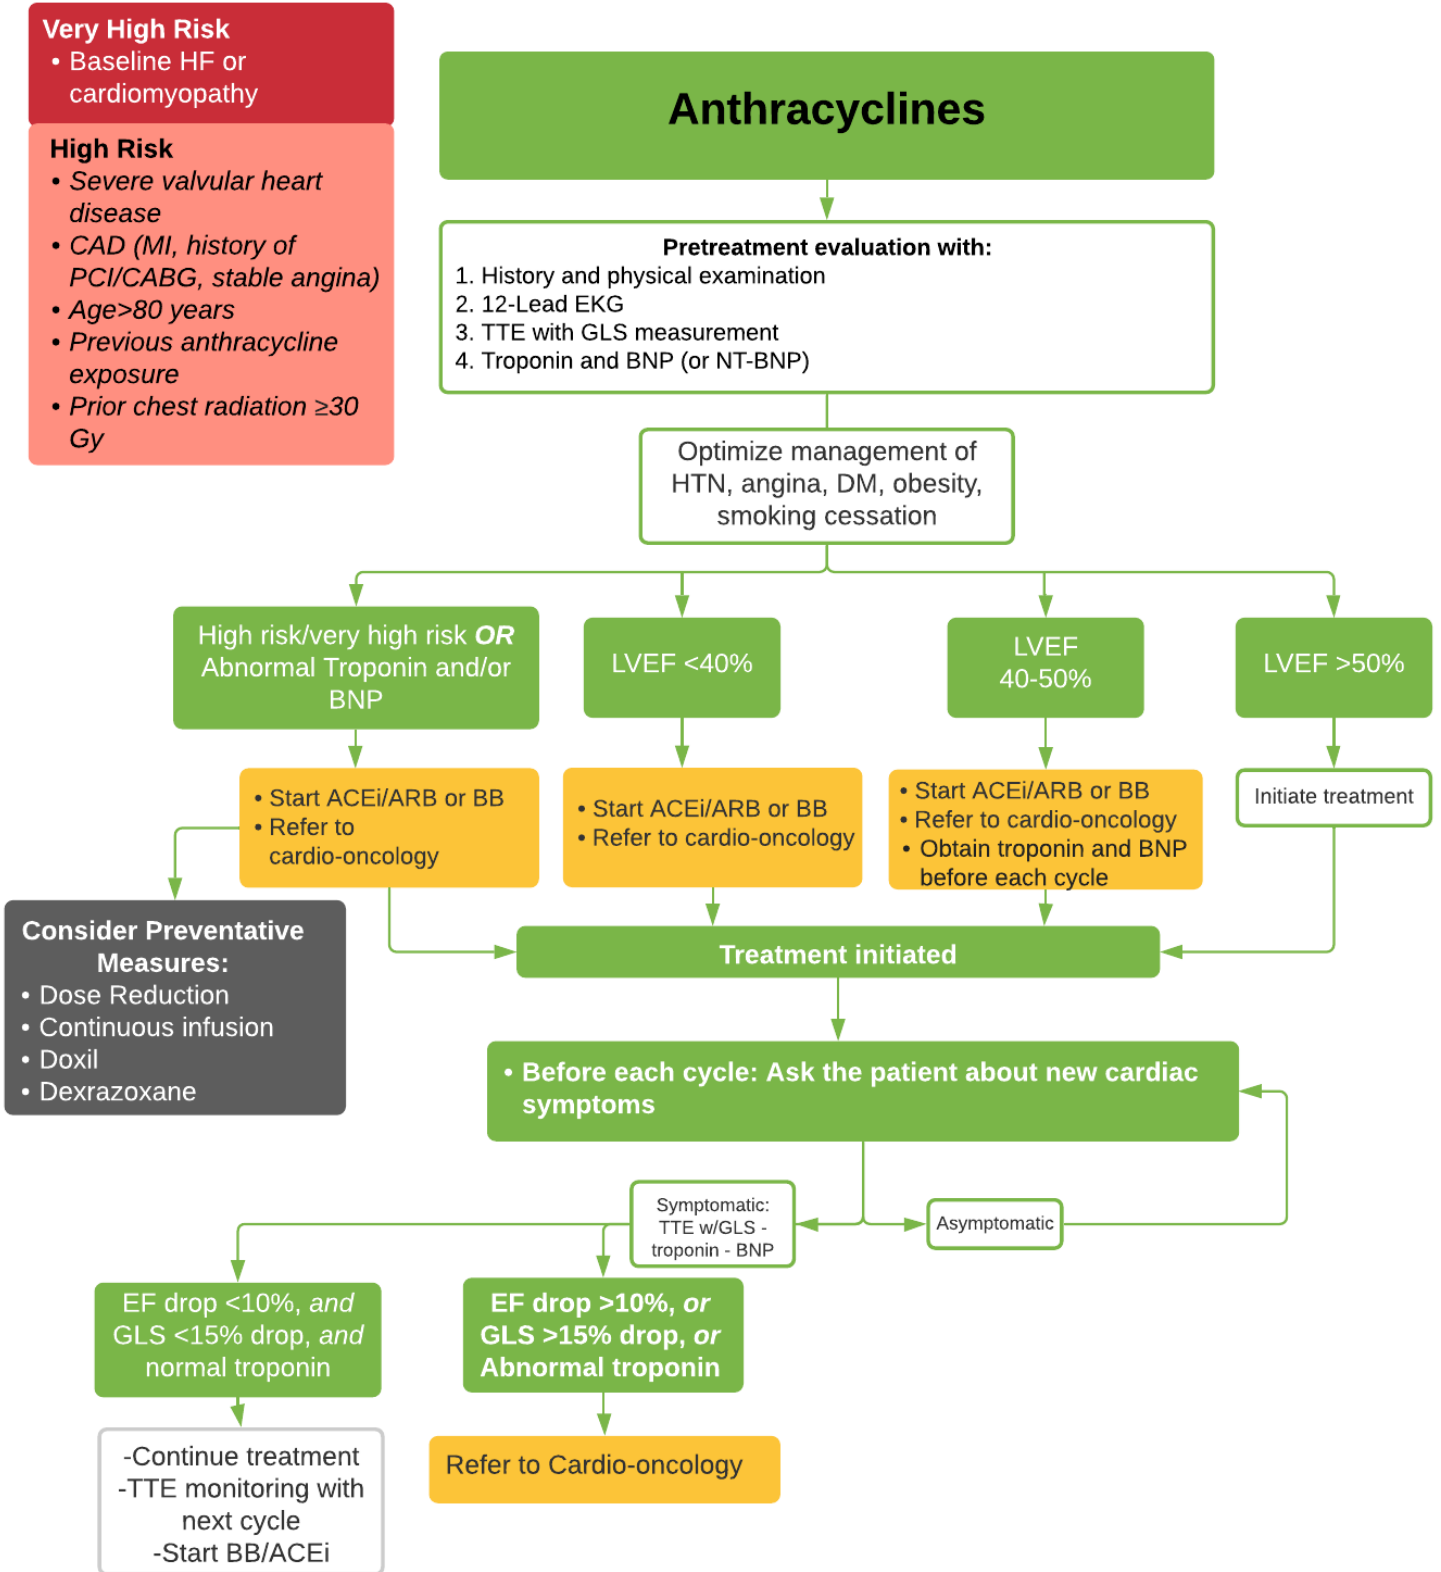 Very High Risk
• Baseline HF or
cardiomyopathy
High Risk
• Severe valvular heart
disease
• CAD (MI, history of
PCI/CABG, stable angina)
• Age>80 years
• Previous anthracycline
exposure
• Prior chest radiation ≥30
Gy
Anthracyclines
Pretreatment evaluation with:
1. History and physical examination
2. 12-Lead EKG
3. TTE with GLS measurement
4. Troponin and BNP (or NT-BNP)
Optimize management of
HTN, angina, DM, obesity,
smoking cessation
High risk/very high risk OR
Abnormal Troponin and/or
BNP
LVEF <40%
LVEF
40-50%
LVEF >50%
• Start ACEi/ARB or BB
• Refer to
cardio-oncology
• Start ACEi/ARB or BB
• Refer to cardio-oncology
• Start ACEi/ARB or BB
• Refer to cardio-oncology
• Obtain troponin and BNP
before each cycle
Initiate treatment
Consider Preventative
Measures:
• Dose Reduction
• Continuous infusion
• Doxil
• Dexrazoxane
Treatment initiated
• Before each cycle: Ask the patient about new cardiac
symptoms
Symptomatic:
TTE w/GLS -
troponin - BNP
Asymptomatic
EF drop <10%, and
GLS <15% drop, and
normal troponin
EF drop >10%, or
GLS >15% drop, or
Abnormal troponin
-Continue treatment
-TTE monitoring with
next cycle
-Start BB/ACEi
Refer to Cardio-oncology